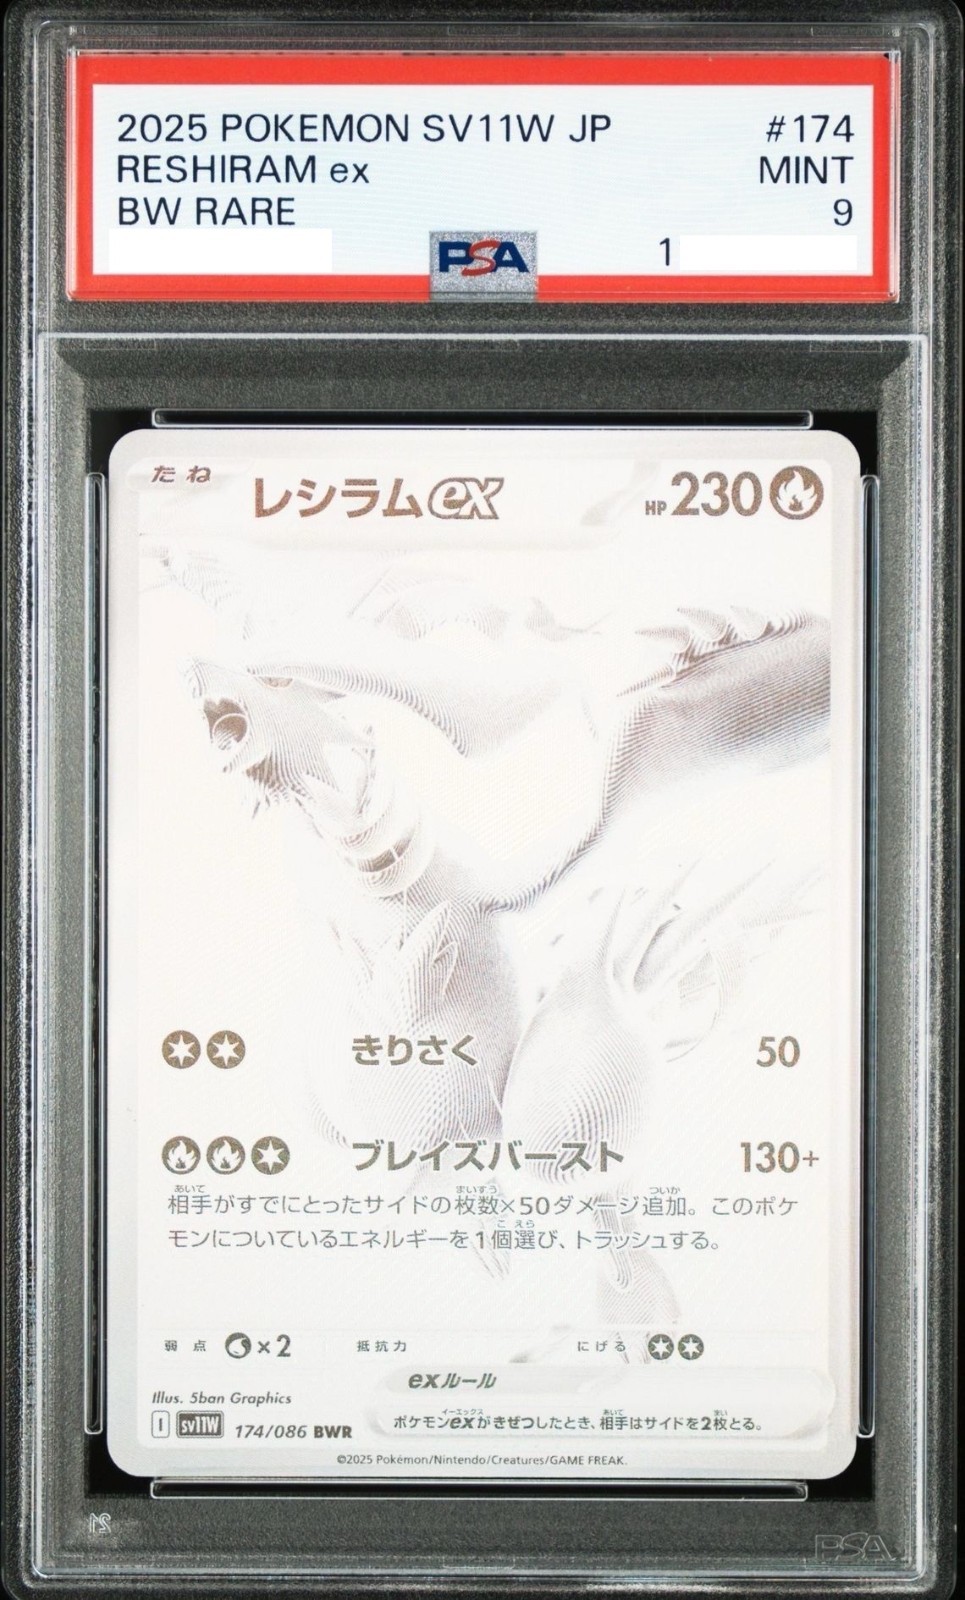 2025 POKEMON SV11W JP #174
RESHIRAM ex MINT
BW RARE 9
PSA 1
たね レシラムex HP230
きりさく 50
ブレイズバースト 130+
相手がすでにとったサイドの枚数×50ダメージ追加。このポケ
モンについているエネルギーを1個選び、トラッシュする。
弱点 ×2 抵抗力 にげる
exルール
ポケモンexがきぜつしたとき、相手はサイドを2枚とる。
Illus. 5ban Graphics
I sv11W 174/086 BWR
©2025 Pokémon/Nintendo/Creatures/GAME FREAK.
PSA